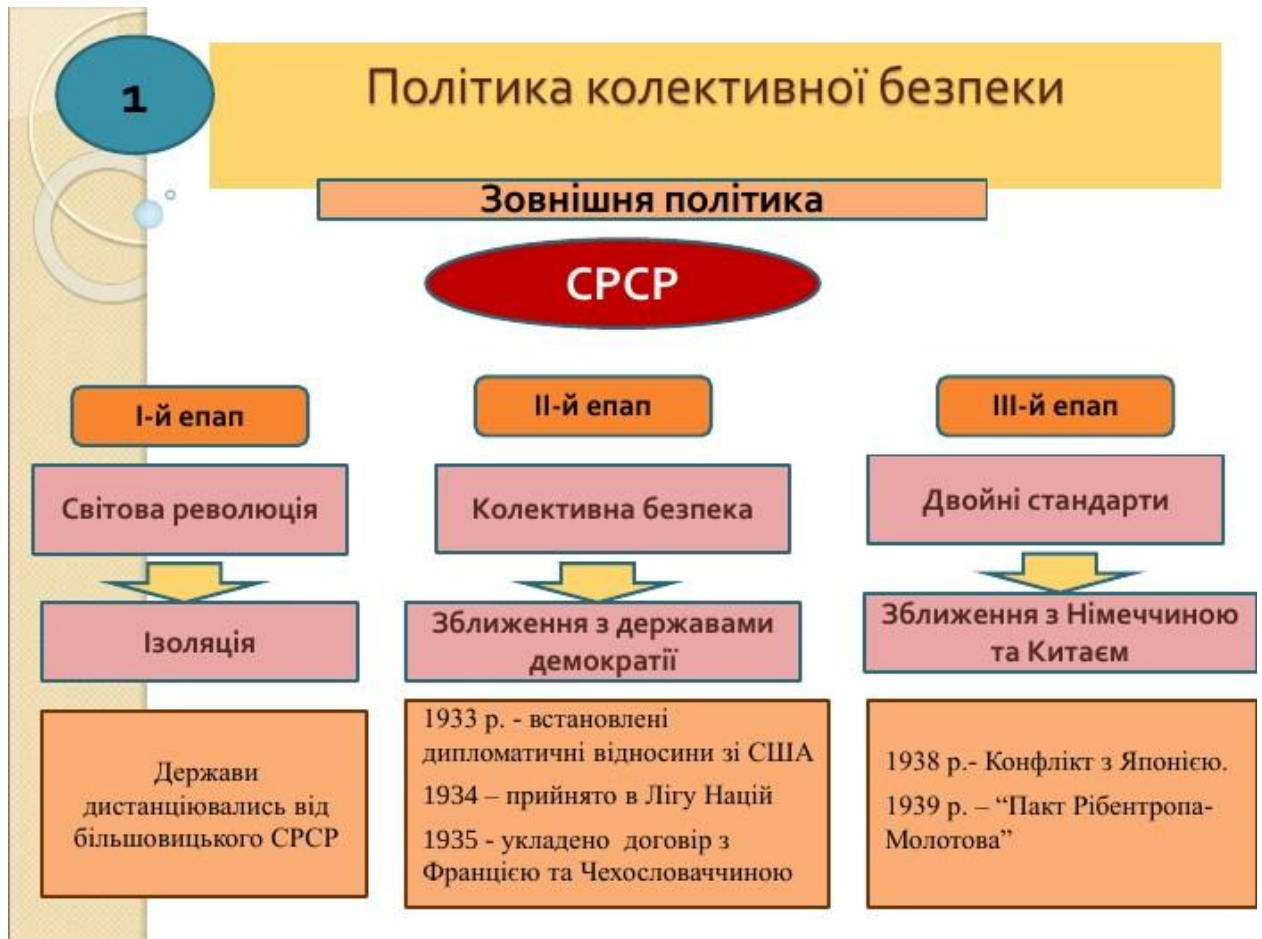 1
Політика колективної безпеки
Зовнішня політика
СРСР
І-й епап
Світова революція
Ізоляція
Держави
дистанціювались від
більшовицького СРСР
ІІ-й епап
Колективна безпека
Зближення з державами
демократії
1933 р. - встановлені
дипломатичні відносини зі США
1934 – прийнято в Лігу Націй
1935 - укладено договір з
Францією та Чехословаччиною
ІІІ-й епап
Двойні стандарти
Зближення з Німеччиною
та Китаєм
1938 р.- Конфлікт з Японією.
1939 р. – “Пакт Рібентропа-
Молотова”